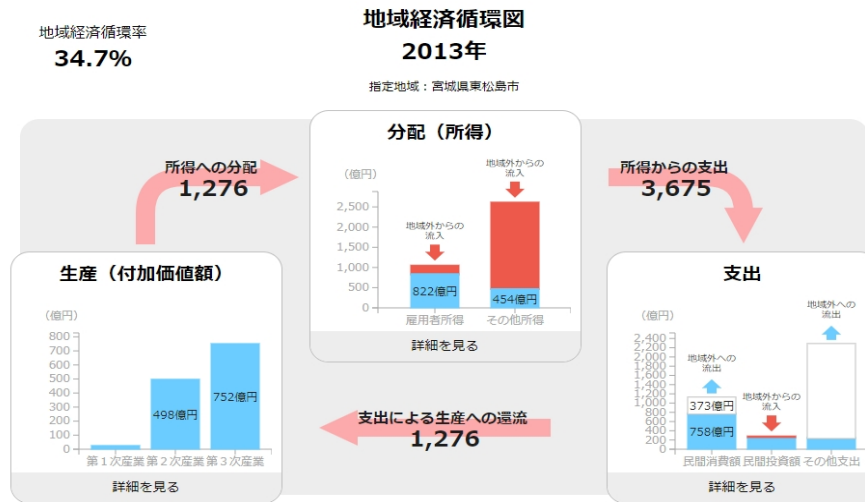 地域経済循環図
2013年
指定地域：宮城県東松島市
地域経済循環率
34.7%
所得への分配
1,276
分配（所得）
（億円）
2,500
2,000
1,500
1,000
500
0
地域外からの
流入
地域外からの
流入
822億円
454億円
雇用者所得
その他所得
詳細を見る
所得からの支出
3,675
生産（付加価値額）
（億円）
800
700
600
500
400
300
200
100
0
498億円
752億円
第１次産業
第２次産業
第３次産業
詳細を見る
支出による生産への還流
1,276
支出
（億円）
2,400
2,200
2,000
1,800
1,600
1,400
1,200
1,000
800
600
400
200
0
地域外への
流出
地域外からの
流入
地域外への
流出
373億円
758億円
民間消費額
民間投資額
その他支出
詳細を見る